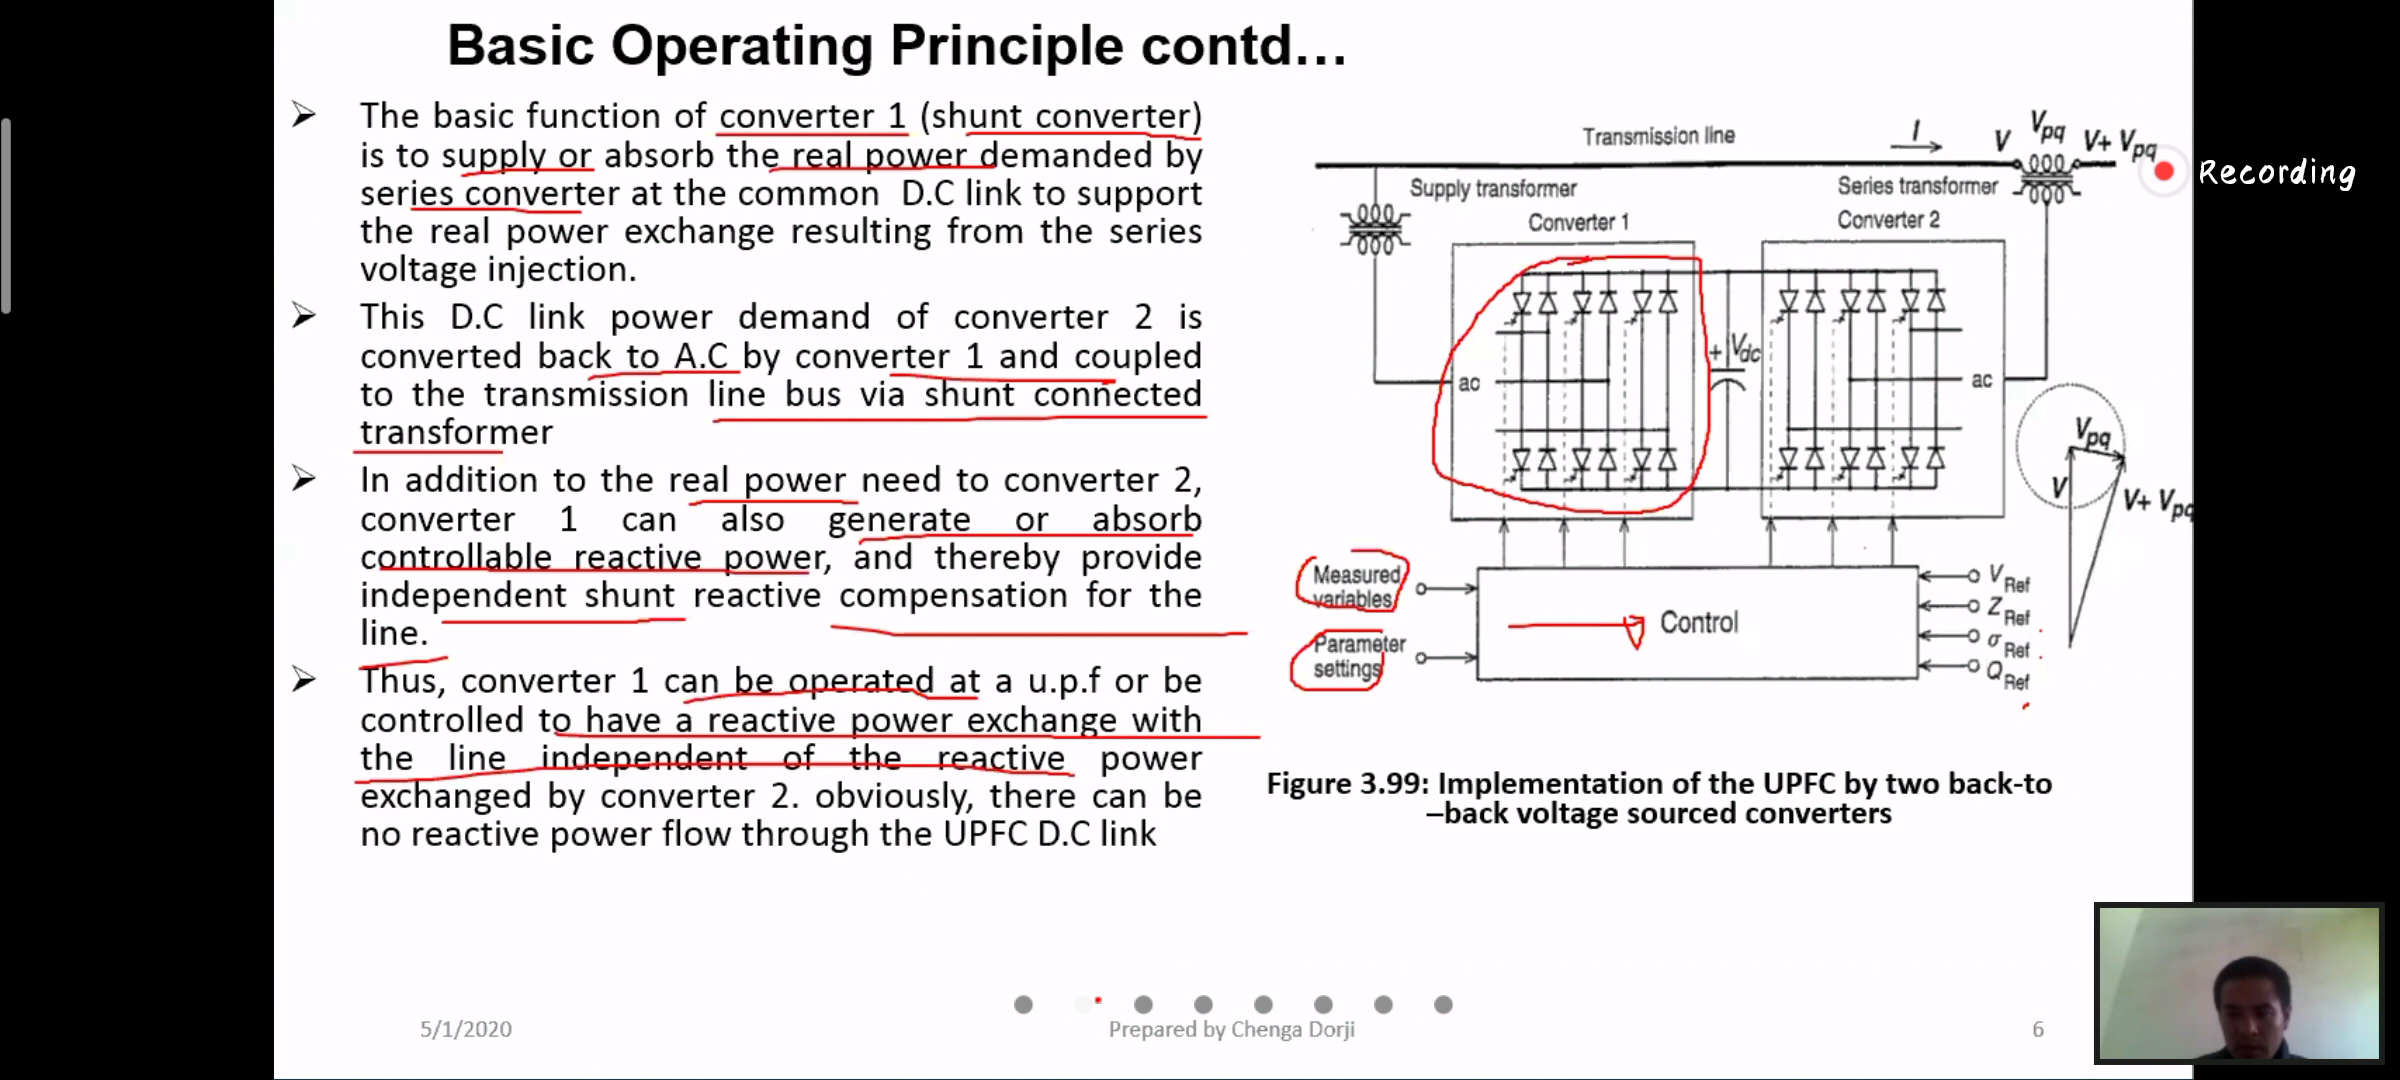 Basic Operating Principle contd...
➢ The basic function of converter 1 (shunt converter)
is to supply or absorb the real power demanded by
series converter at the common D.C link to support
the real power exchange resulting from the series
voltage injection.
➢ This D.C link power demand of converter 2 is
converted back to A.C by converter 1 and coupled
to the transmission line bus via shunt connected
transformer
➢ In addition to the real power need to converter 2,
converter 1 can also generate or absorb
controllable reactive power, and thereby provide
independent shunt reactive compensation for the
line.
➢ Thus, converter 1 can be operated at a u.p.f or be
controlled to have a reactive power exchange with
the line independent of the reactive power
exchanged by converter 2. obviously, there can be
no reactive power flow through the UPFC D.C link
Transmission line
I
V
Vpq
V+ Vpq
Supply transformer
Series transformer
Converter 1
Converter 2
+
Vdc
ac
ac
Vpq
V
V+ Vpq
Measured
variables
Parameter
settings
Control
V Ref
Z Ref
σ Ref
Q Ref
Figure 3.99: Implementation of the UPFC by two back-to
–back voltage sourced converters
Recording
5/1/2020
Prepared by Chenga Dorji
6